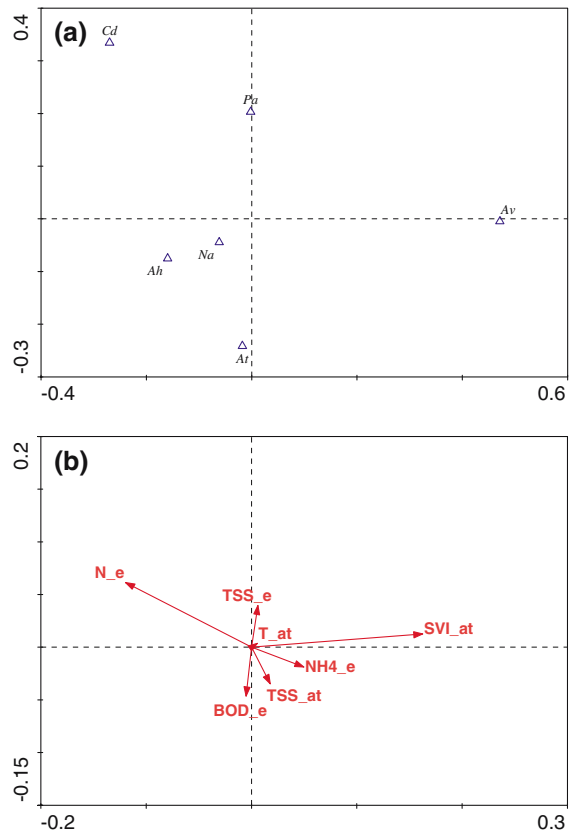 0.4
(a)
Cd
Pa
Av
Na
Ah
At
-0.3
-0.4
0.6
0.2
(b)
N_e
TSS_e
T_at
SVI_at
NH4_e
TSS_at
BOD_e
-0.15
-0.2
0.3